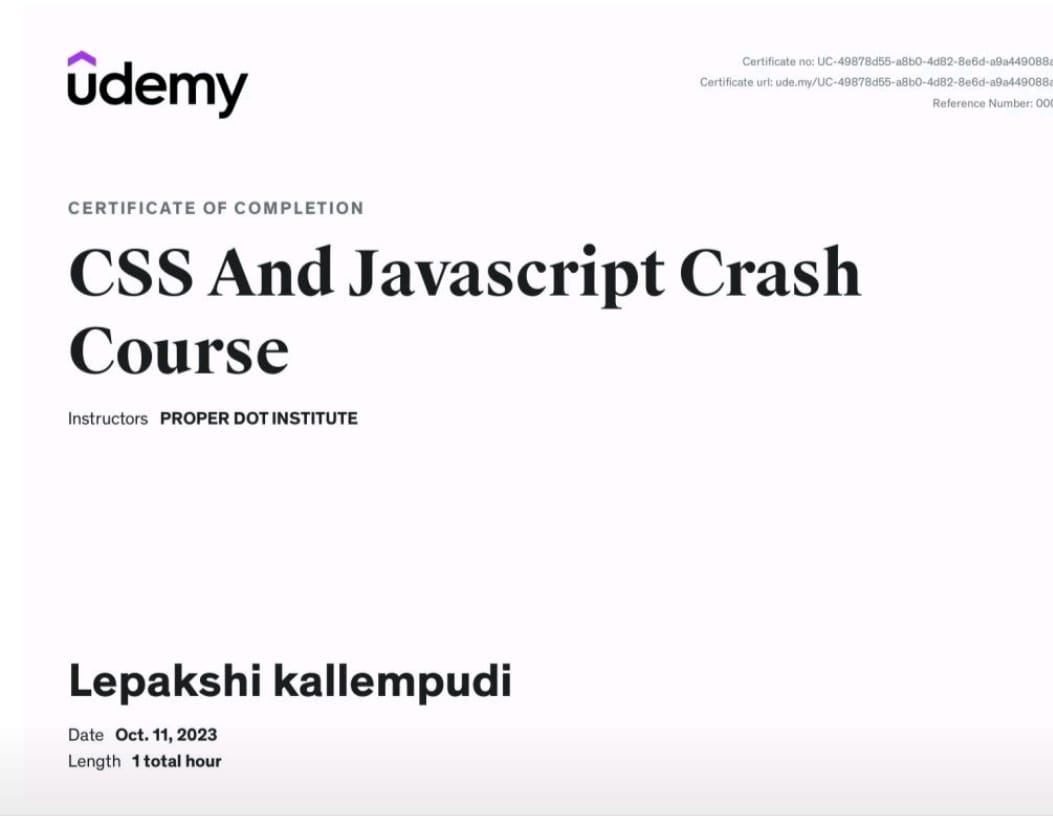 udemy
Certificate no: UC-49878d55-a8b0-4d82-8e6d-a9a449088a
Certificate url: ude.my/UC-49878d55-a8b0-4d82-8e6d-a9a449088a
Reference Number: 000
CERTIFICATE OF COMPLETION
CSS And Javascript Crash
Course
Instructors PROPER DOT INSTITUTE
Lepakshi kallempudi
Date Oct. 11, 2023
Length 1 total hour